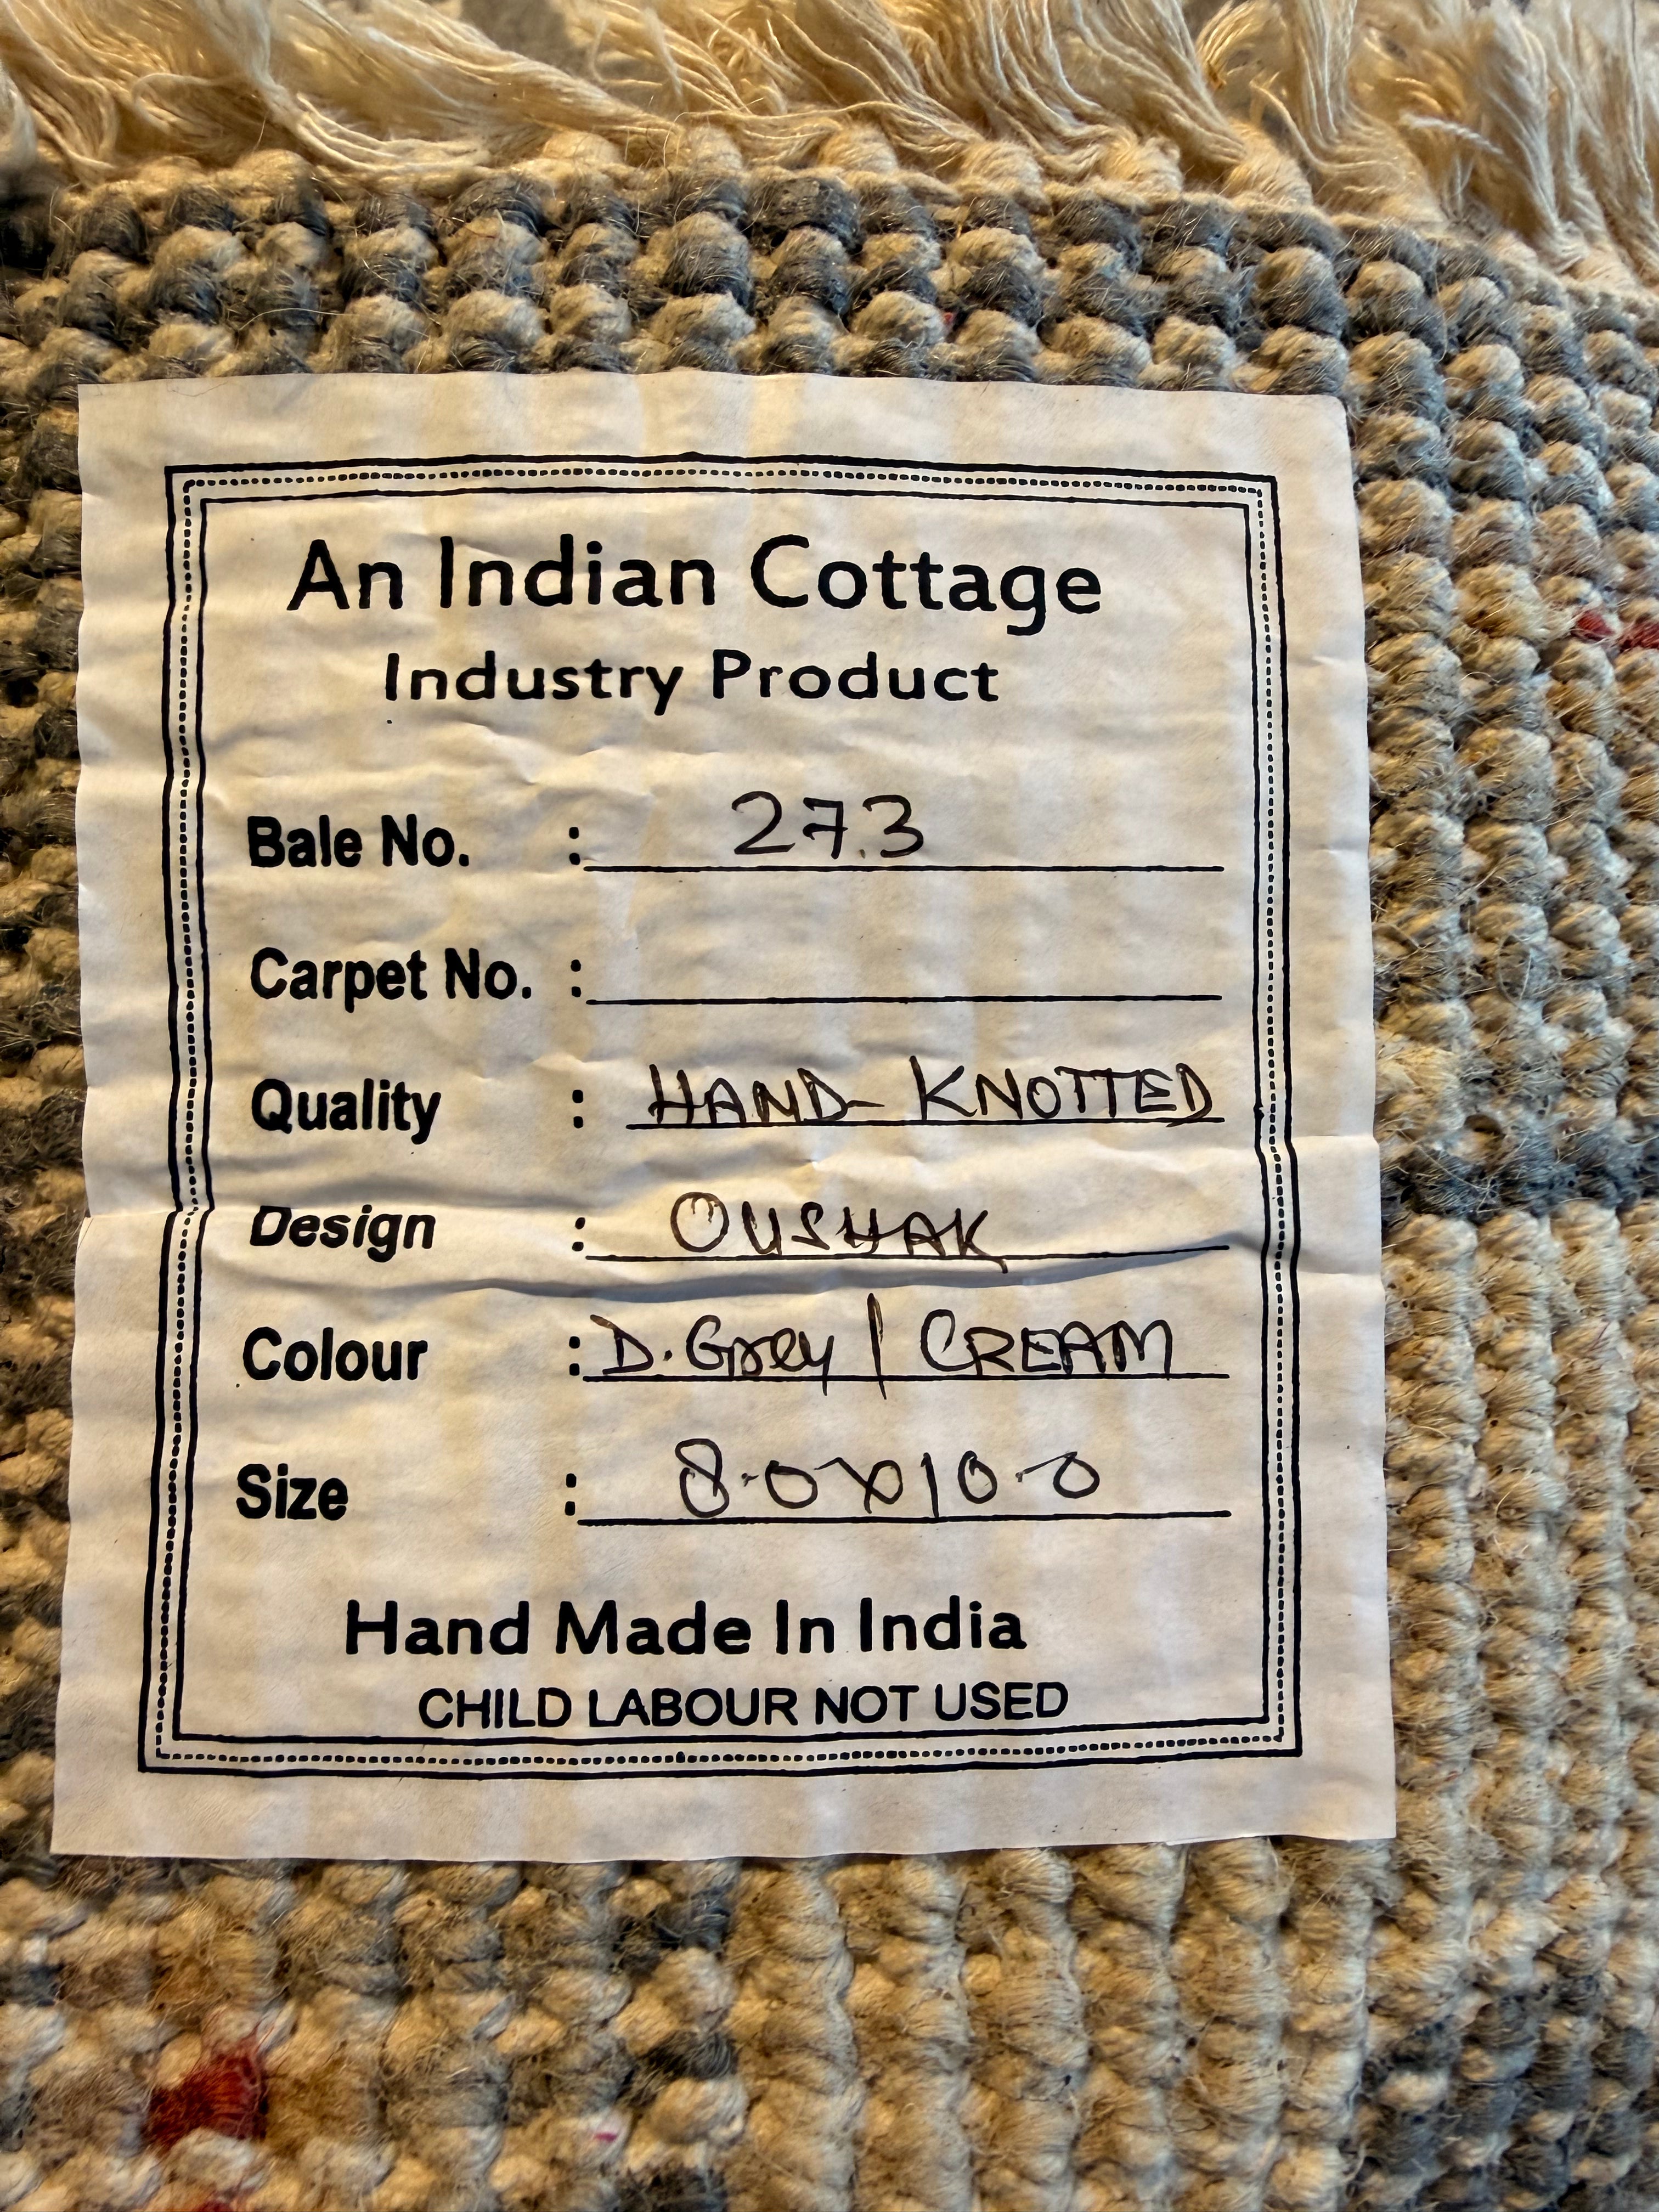 An Indian Cottage
Industry Product
Bale No. : 273
Carpet No. :
Quality : HAND-KNOTTED
Design : OUSHAK
Colour : D. Grey | CREAM
Size : 8.0x10.0
Hand Made In India
CHILD LABOUR NOT USED